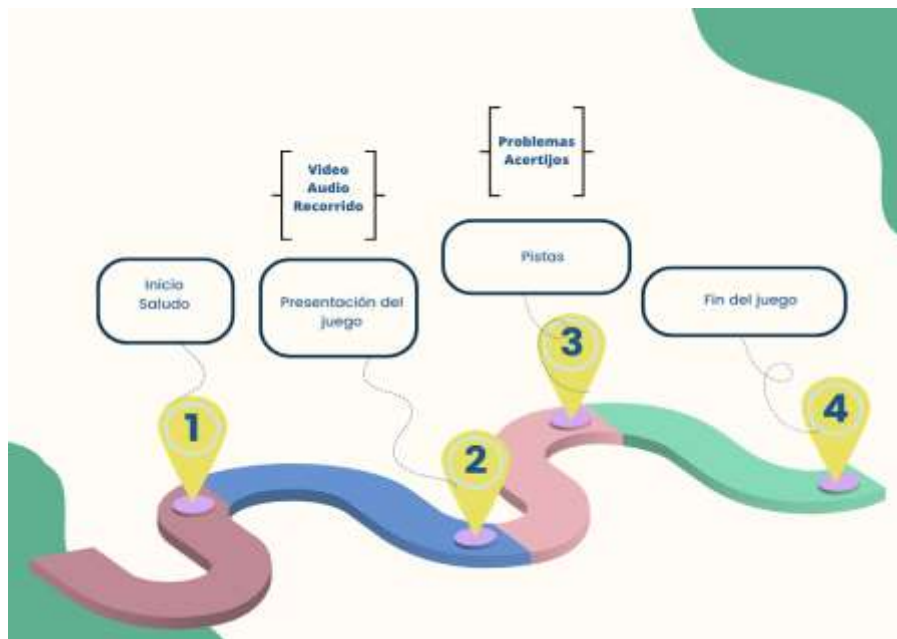 Problemas
Acertijos
Video
Audio
Recorrido
Inicio
Saludo
Presentación del
juego
Pistas
Fin del juego
1
2
3
4